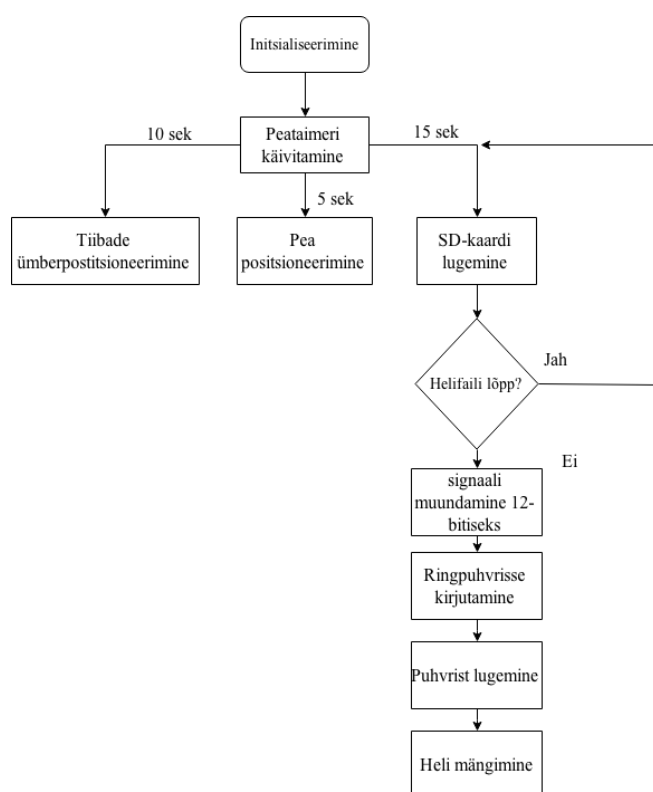 Initsialiseerimine
10 sek
Peataimeri
käivitamine
15 sek
5 sek
Tiibade
ümberpostitsioneerimine
Pea
positsioneerimine
SD-kaardi
lugemine
Helifaili lõpp?
Jah
Ei
signaali
muundamine 12-
bitiseks
Ringpuhvrisse
kirjutamine
Puhvrist lugemine
Heli mängimine